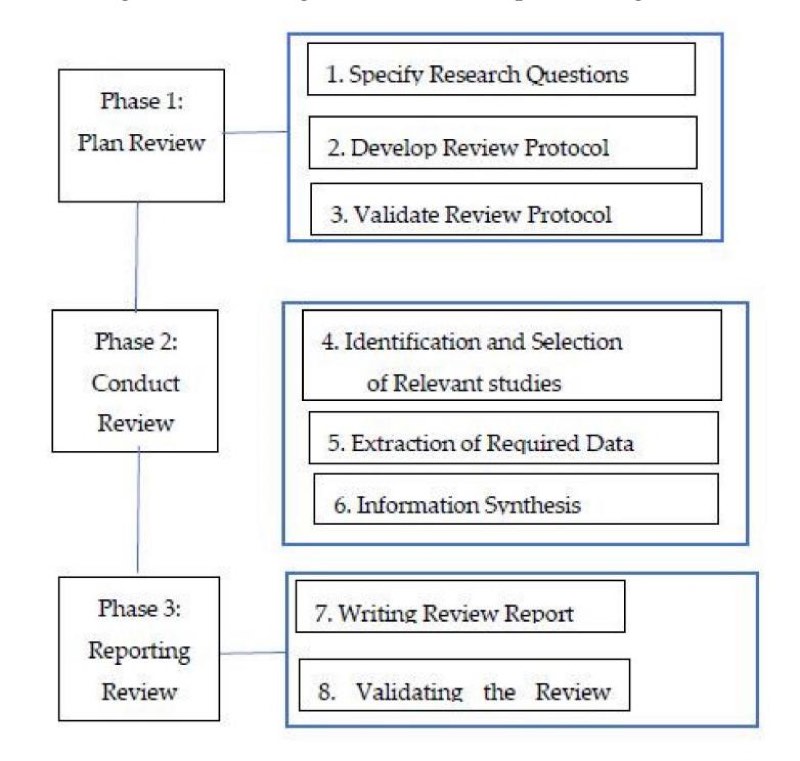 Phase 1:
Plan Review
1. Specify Research Questions
2. Develop Review Protocol
3. Validate Review Protocol
Phase 2:
Conduct
Review
4. Identification and Selection
of Relevant studies
5. Extraction of Required Data
6. Information Synthesis
Phase 3:
Reporting
Review
7. Writing Review Report
8. Validating the Review